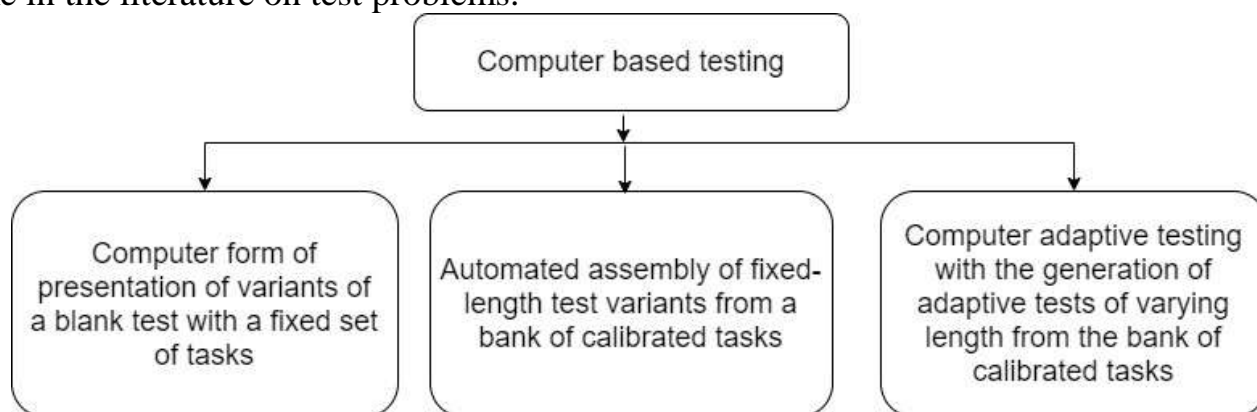 e in the literature on test problems.
Computer based testing
Computer form of
presentation of variants of
a blank test with a fixed set
of tasks
Automated assembly of fixed-
length test variants from a
bank of calibrated tasks
Computer adaptive testing
with the generation of
adaptive tests of varying
length from the bank of
calibrated tasks